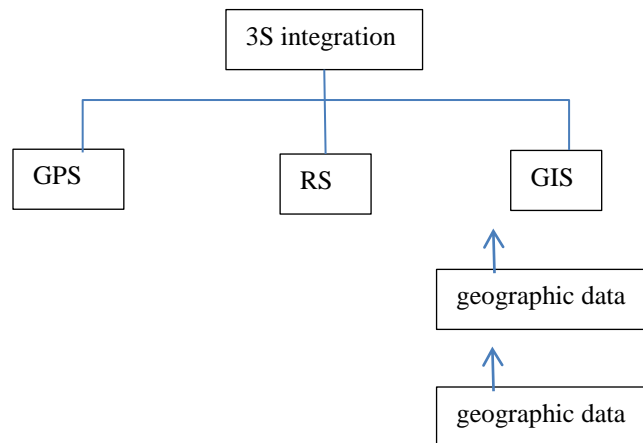 3S integration
GPS
RS
GIS
geographic data
geographic data